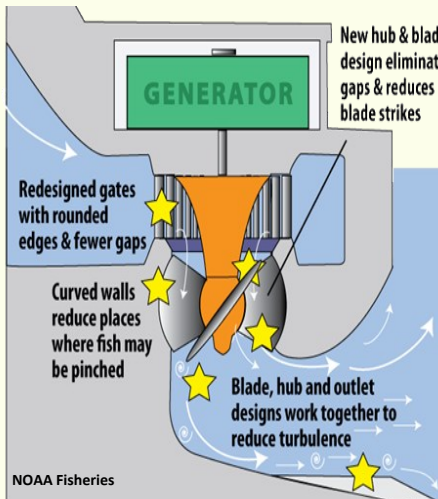 New hub & blad
design eliminat
gaps & reduces
blade strikes
GENERATOR
Redesigned gates
with rounded
edges & fewer gaps
Curved walls
reduce places
where fish may
be pinched
Blade, hub and outlet
designs work together to
reduce turbulence
NOAA Fisheries